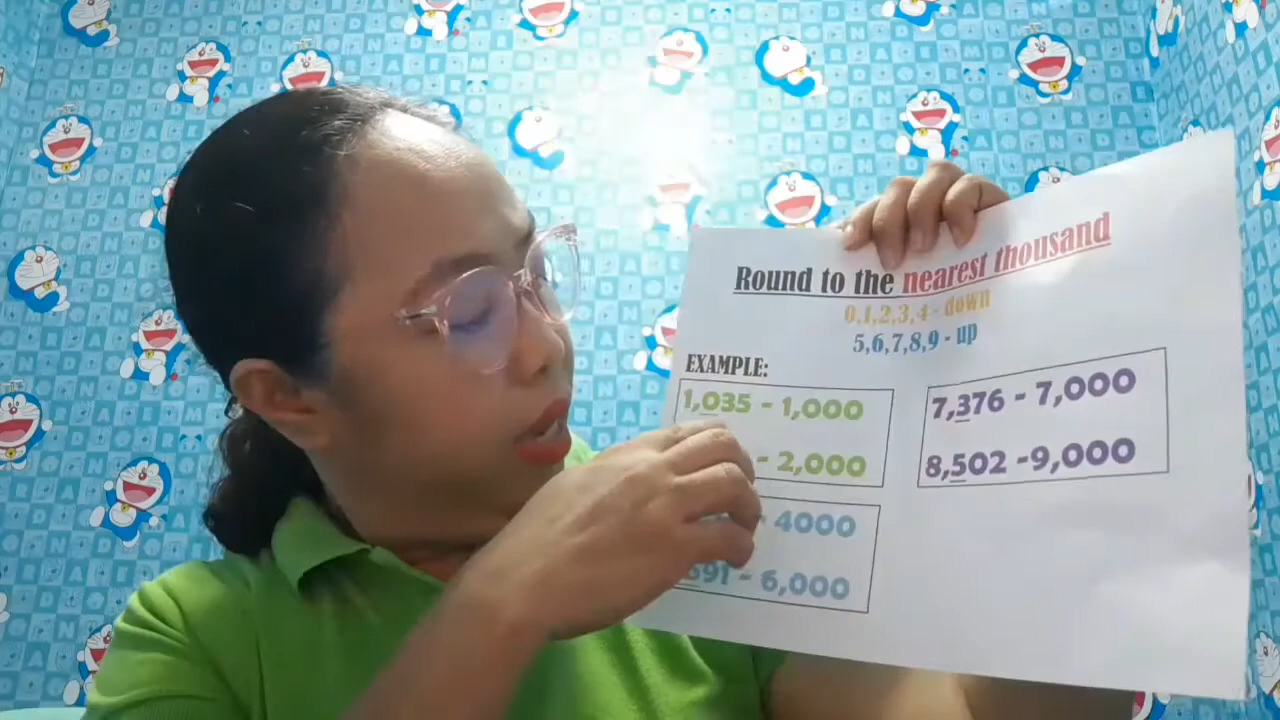 Round to the nearest thousand
0,1,2,3,4 - down
5,6,7,8,9 - up
EXAMPLE:
1,035 - 1,000
- 2,000
- 4000
691 - 6,000
7,376 - 7,000
8,502 -9,000